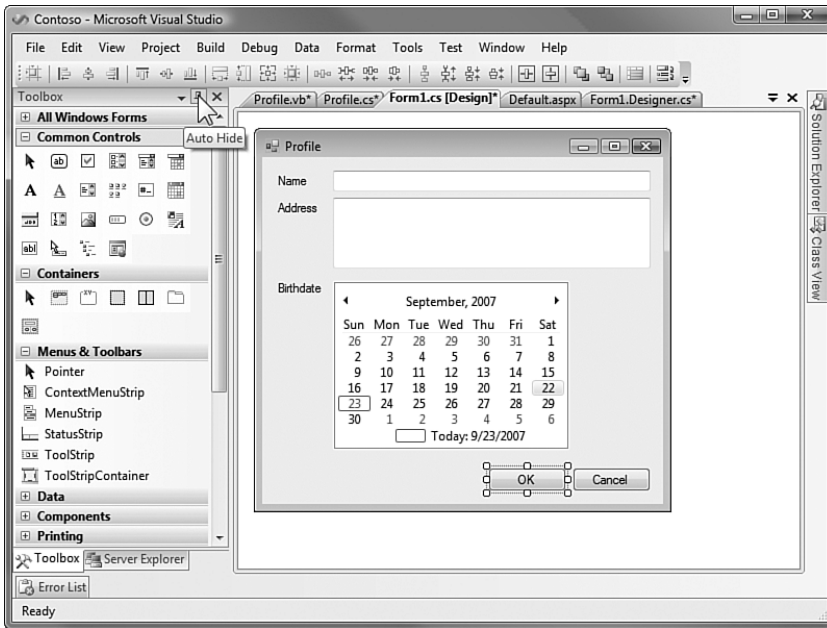 Contoso - Microsoft Visual Studio
File Edit View Project Build Debug Data Format Tools Test Window Help
Toolbox
Profile.vb* Profile.cs* Form1.cs [Design]* Default.aspx Form1.Designer.cs*
All Windows Forms
Common Controls
Auto Hide
Containers
Menus & Toolbars
Pointer
ContextMenuStrip
MenuStrip
StatusStrip
ToolStrip
ToolStripContainer
Data
Components
Printing
Toolbox Server Explorer
Error List
Ready
Profile
Name
Address
Birthdate
September, 2007
Sun Mon Tue Wed Thu Fri Sat
26 27 28 29 30 31 1
2 3 4 5 6 7 8
9 10 11 12 13 14 15
16 17 18 19 20 21 22
23 24 25 26 27 28 29
30 1 2 3 4 5 6
Today: 9/23/2007
OK Cancel
Solution Explorer
Class View